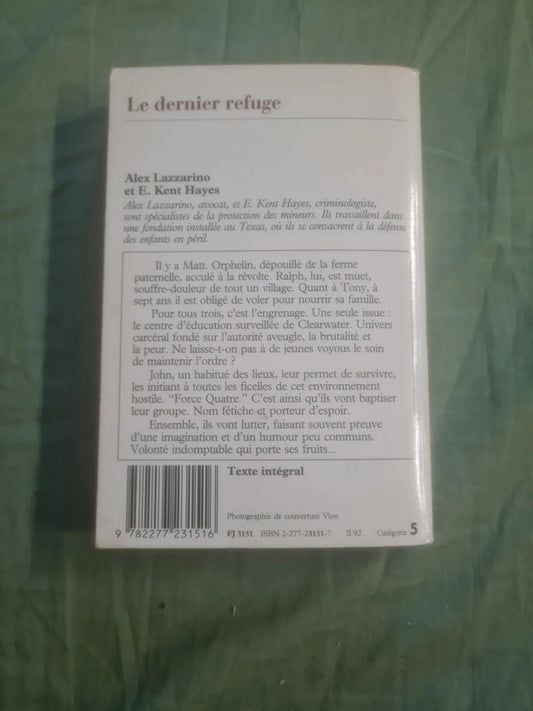 Le dernier refuge
Alex Lazzarino
et E. Kent Hayes
Alex Lazzarino, avocat, et E. Kent Hayes, criminologiste,
sont spécialistes de la protection des mineurs. Ils travaillent dans
une fondation installée au Texas, où ils se consacrent à la défense
des enfants en péril.
Il y a Matt. Orphelin, dépouillé de la ferme
paternelle, acculé à la révolte. Ralph, lui, est muet,
souffre-douleur de tout un village. Quant à Tony, à
sept ans il est obligé de voler pour nourrir sa famille.
Pour tous trois, c'est l'engrenage. Une seule issue :
le centre d'éducation surveillée de Clearwater. Univers
carcéral fondé sur l'autorité aveugle, la brutalité et
la peur. Ne laisse-t-on pas à de jeunes voyous le soin
de maintenir l'ordre ?
John, un habitué des lieux, leur permet de survivre,
les initiant à toutes les ficelles de cet environnement
hostile. "Force Quatre." C'est ainsi qu'ils vont baptiser
leur groupe. Nom fétiche et porteur d'espoir.
Ensemble, ils vont lutter, faisant souvent preuve
d'une imagination et d'un humour peu communs.
Volonté indomptable qui porte ses fruits...
Texte intégral
Photographie de couverture Vloo
9 782277 231516 FJ 3151 ISBN 2-277-23151-7 II 92 Catégorie 5